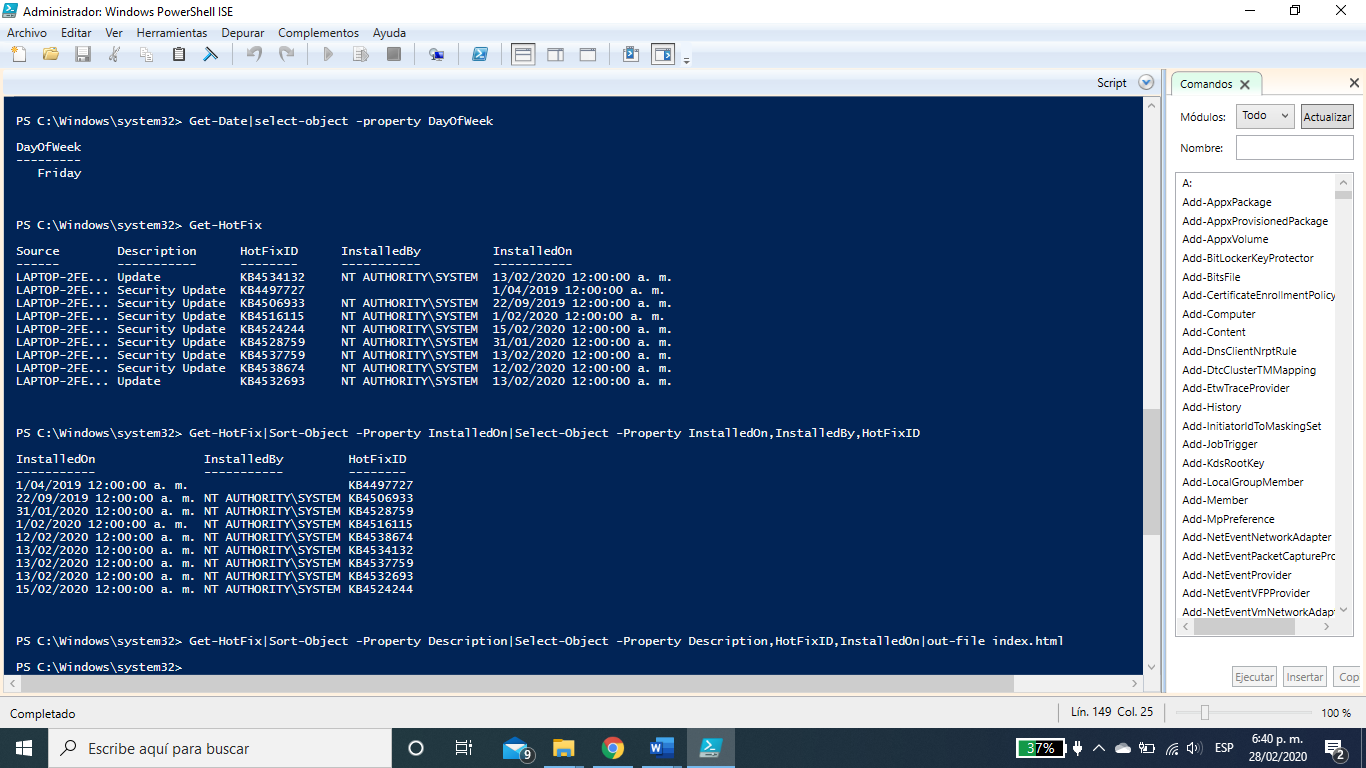 Administrador: Windows PowerShell ISE
Archivo Editar Ver Herramientas Depurar Complementos Ayuda
Script
PS C:\Windows\system32> Get-Date|select-object -property DayOfWeek
DayOfWeek
---------
Friday
PS C:\Windows\system32> Get-HotFix
Source Description HotFixID InstalledBy InstalledOn
------ ----------- -------- ----------- -----------
LAPTOP-2FE... Update KB4534132 NT AUTHORITY\SYSTEM 13/02/2020 12:00:00 a. m.
LAPTOP-2FE... Security Update KB4497727 1/04/2019 12:00:00 a. m.
LAPTOP-2FE... Security Update KB4506933 NT AUTHORITY\SYSTEM 22/09/2019 12:00:00 a. m.
LAPTOP-2FE... Security Update KB4516115 NT AUTHORITY\SYSTEM 1/02/2020 12:00:00 a. m.
LAPTOP-2FE... Security Update KB4524244 NT AUTHORITY\SYSTEM 15/02/2020 12:00:00 a. m.
LAPTOP-2FE... Security Update KB4528759 NT AUTHORITY\SYSTEM 31/01/2020 12:00:00 a. m.
LAPTOP-2FE... Security Update KB4537759 NT AUTHORITY\SYSTEM 13/02/2020 12:00:00 a. m.
LAPTOP-2FE... Security Update KB4538674 NT AUTHORITY\SYSTEM 12/02/2020 12:00:00 a. m.
LAPTOP-2FE... Update KB4532693 NT AUTHORITY\SYSTEM 13/02/2020 12:00:00 a. m.
PS C:\Windows\system32> Get-HotFix|Sort-Object -Property InstalledOn|Select-Object -Property InstalledOn,InstalledBy,HotFixID
InstalledOn InstalledBy HotFixID
----------- ----------- --------
1/04/2019 12:00:00 a. m. KB4497727
22/09/2019 12:00:00 a. m. NT AUTHORITY\SYSTEM KB4506933
31/01/2020 12:00:00 a. m. NT AUTHORITY\SYSTEM KB4528759
1/02/2020 12:00:00 a. m. NT AUTHORITY\SYSTEM KB4516115
12/02/2020 12:00:00 a. m. NT AUTHORITY\SYSTEM KB4538674
13/02/2020 12:00:00 a. m. NT AUTHORITY\SYSTEM KB4534132
13/02/2020 12:00:00 a. m. NT AUTHORITY\SYSTEM KB4537759
13/02/2020 12:00:00 a. m. NT AUTHORITY\SYSTEM KB4532693
15/02/2020 12:00:00 a. m. NT AUTHORITY\SYSTEM KB4524244
PS C:\Windows\system32> Get-HotFix|Sort-Object -Property Description|Select-Object -Property Description,HotFixID,InstalledOn|out-file index.html
PS C:\Windows\system32>
Comandos
Módulos: Todo Actualizar
Nombre:
A:
Add-AppxPackage
Add-AppxProvisionedPackage
Add-AppxVolume
Add-BitLockerKeyProtector
Add-BitsFile
Add-CertificateEnrollmentPolicy
Add-Computer
Add-Content
Add-DnsClientNrptRule
Add-DtcClusterTMMapping
Add-EtwTraceProvider
Add-History
Add-InitiatorIdToMaskingSet
Add-JobTrigger
Add-KdsRootKey
Add-LocalGroupMember
Add-Member
Add-MpPreference
Add-NetEventNetworkAdapter
Add-NetEventPacketCapturePro
Add-NetEventProvider
Add-NetEventVFPProvider
Add-NetEventVmNetworkAdapt
Ejecutar Insertar Cop
Completado
Lín. 149 Col. 25
100 %
Escribe aquí para buscar
9
37%
ESP
6:40 p. m.
28/02/2020
2